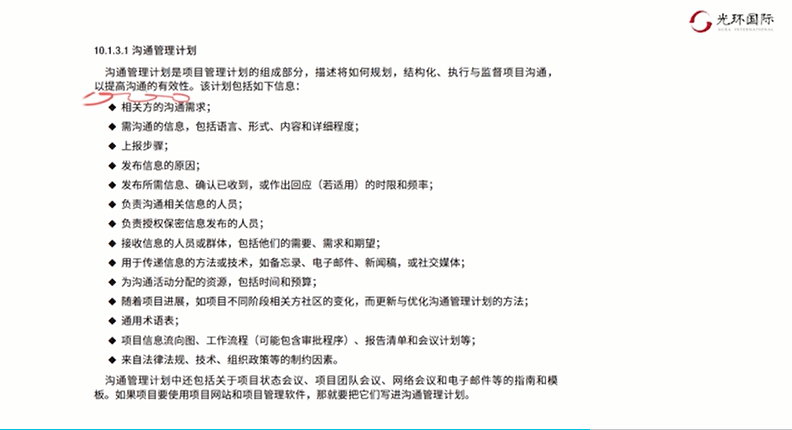 光环国际
AURA INTERNATIONAL
10.1.3.1 沟通管理计划
沟通管理计划是项目管理计划的组成部分，描述将如何规划，结构化、执行与监督项目沟通，
以提高沟通的有效性。该计划包括如下信息：
◆ 相关方的沟通需求；
◆ 需沟通的信息，包括语言、形式、内容和详细程度；
◆ 上报步骤；
◆ 发布信息的原因；
◆ 发布所需信息、确认已收到，或作出回应（若适用）的时限和频率；
◆ 负责沟通相关信息的人员；
◆ 负责授权保密信息发布的人员；
◆ 接收信息的人员或群体，包括他们的需要、需求和期望；
◆ 用于传递信息的方法或技术，如备忘录、电子邮件、新闻稿，或社交媒体；
◆ 为沟通活动分配的资源，包括时间和预算；
◆ 随着项目进展，如项目不同阶段相关方社区的变化，而更新与优化沟通管理计划的方法；
◆ 通用术语表；
◆ 项目信息流向图、工作流程（可能包含审批程序）、报告清单和会议计划等；
◆ 来自法律法规、技术、组织政策等的制约因素。
沟通管理计划中还包括关于项目状态会议、项目团队会议、网络会议和电子邮件等的指南和模
板。如果项目要使用项目网站和项目管理软件，那就要把它们写进沟通管理计划。